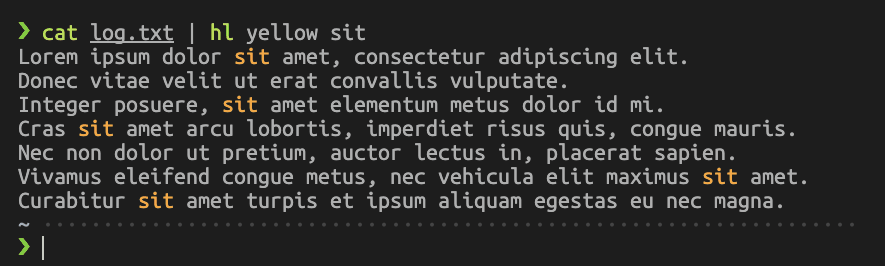 ❯ cat log.txt | hl yellow sit
Lorem ipsum dolor sit amet, consectetur adipiscing elit.
Donec vitae velit ut erat convallis vulputate.
Integer posuere, sit amet elementum metus dolor id mi.
Cras sit amet arcu lobortis, imperdiet risus quis, congue mauris.
Nec non dolor ut pretium, auctor lectus in, placerat sapien.
Vivamus eleifend congue metus, nec vehicula elit maximus sit amet.
Curabitur sit amet turpis et ipsum aliquam egestas eu nec magna.
~ ····································································
❯